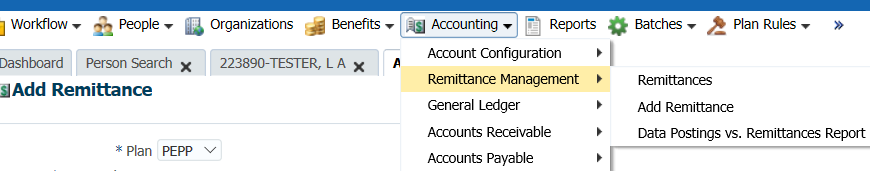 Workflow People Organizations Benefits Accounting Reports Batches Plan Rules »
Dashboard Person Search 223890-TESTER, L A A
Add Remittance
* Plan PEPP
Account Configuration
Remittance Management
General Ledger
Accounts Receivable
Accounts Payable
Remittances
Add Remittance
Data Postings vs. Remittances Report